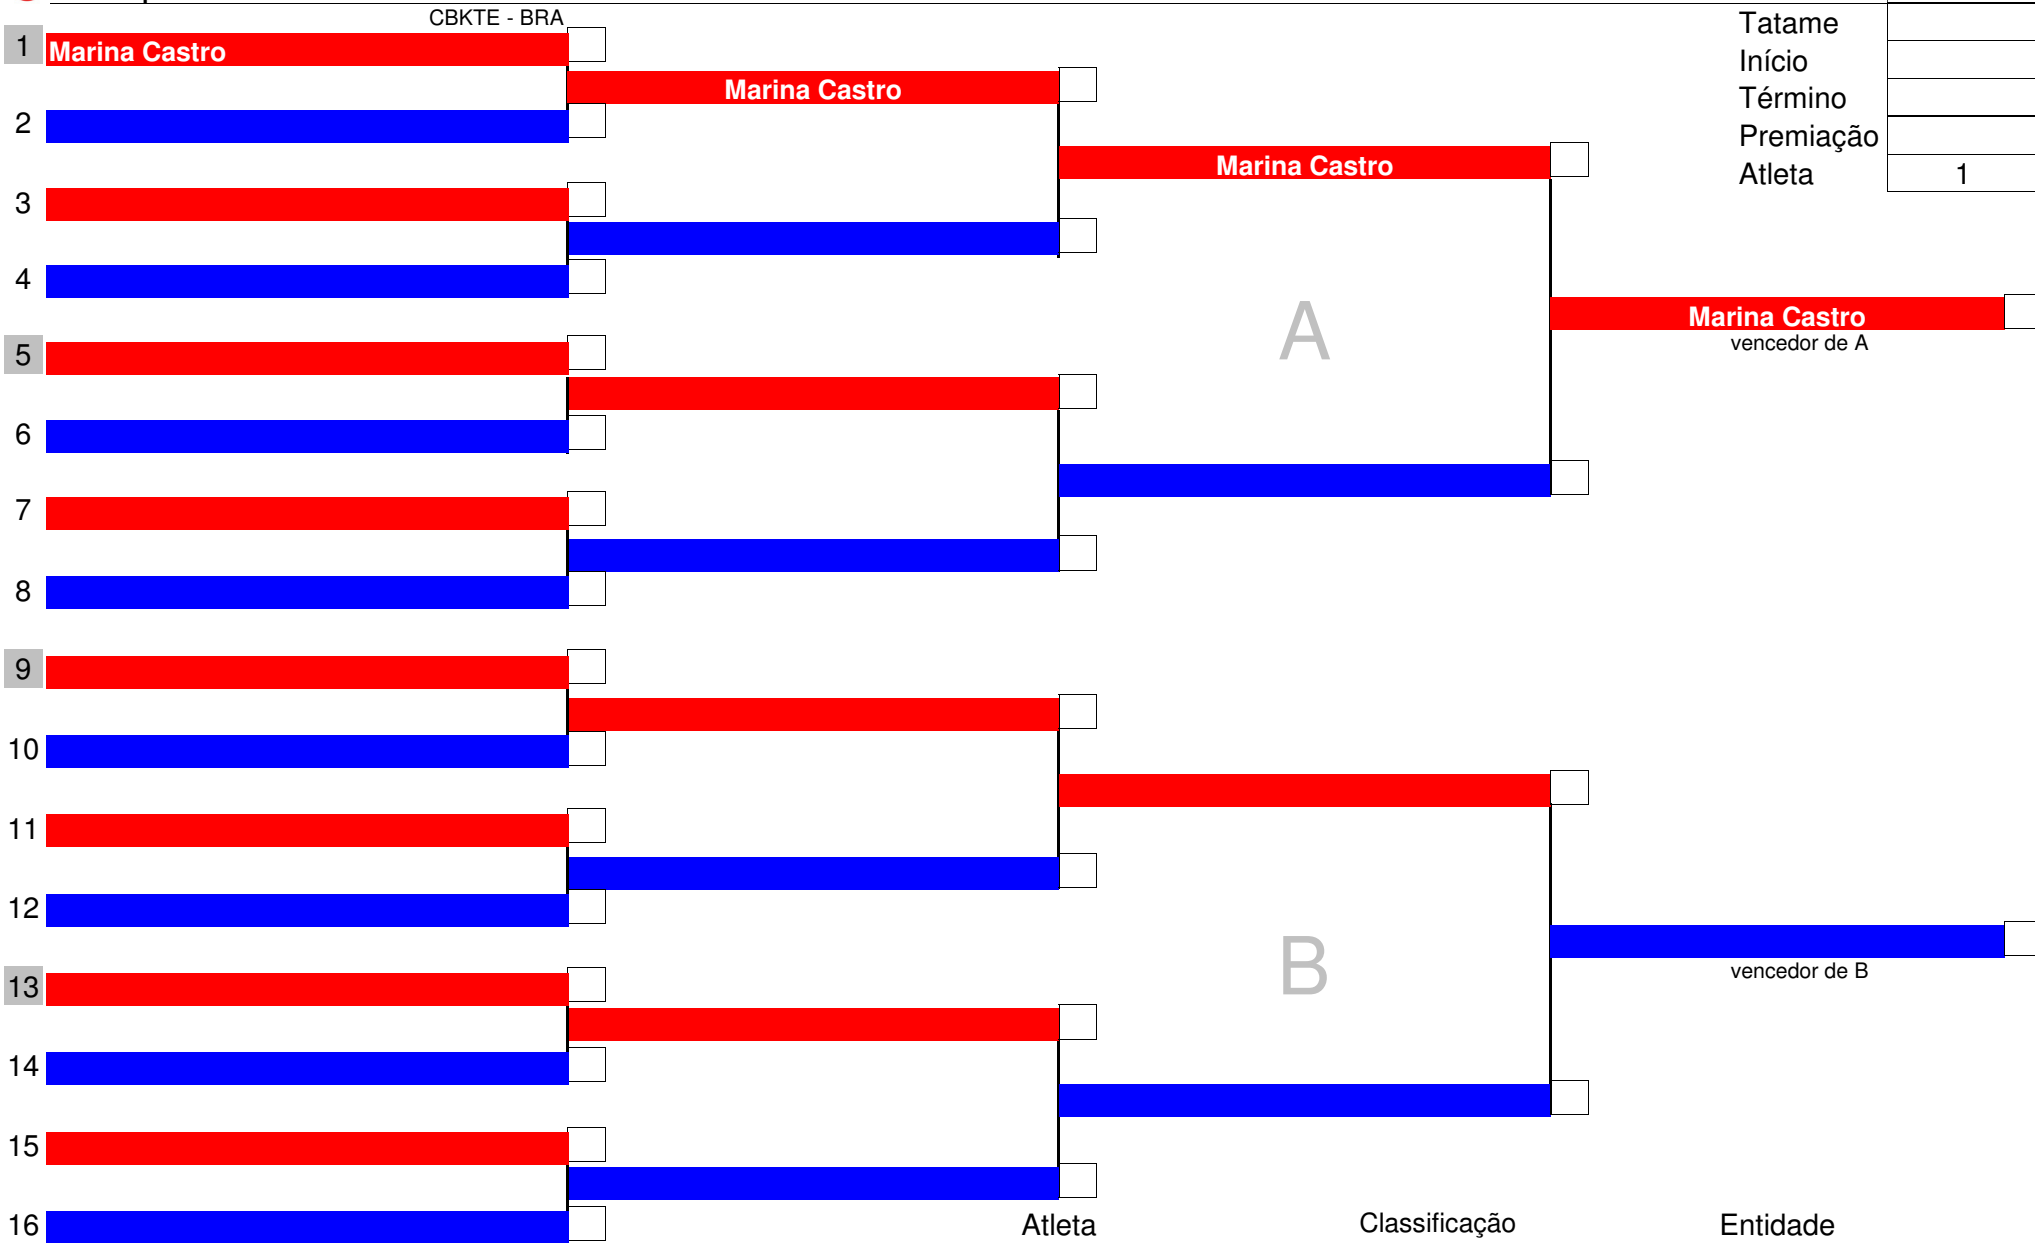 CBKTE - BRA
Tatame
1 Marina Castro
Início
Marina Castro
Término
2
Premiação
Marina Castro
Atleta 1
3
4
Marina Castro
A
vencedor de A
5
6
7
8
9
10
11
12
B
vencedor de B
13
14
15
16
Atleta Classificação Entidade